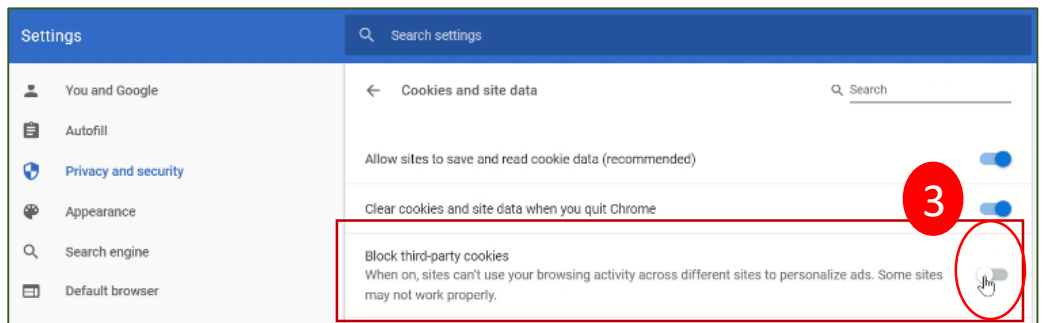 Settings
Search settings
You and Google
Autofill
Privacy and security
Appearance
Search engine
Default browser
Cookies and site data
Search
Allow sites to save and read cookie data (recommended)
3
Clear cookies and site data when you quit Chrome
Block third-party cookies
When on, sites can't use your browsing activity across different sites to personalize ads. Some sites
may not work properly.